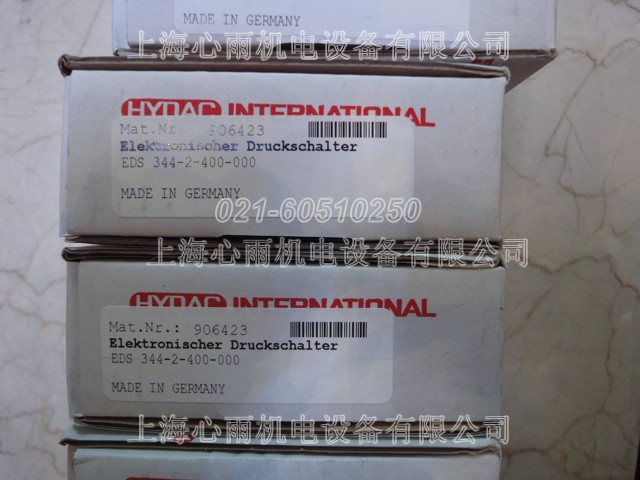 MADE IN GERMANY
上海心雨机电设备有限公司
HYDAC INTERNATIONAL
Mat.Nr.: 906423
Elektronischer Druckschalter
EDS 344-2-400-000
MADE IN GERMANY
021-60510250
上海心雨机电设备有限公司
HYDAC INTERNATIONAL
Mat.Nr.: 906423
Elektronischer Druckschalter
EDS 344-2-400-000
MADE IN GERMANY
上海心雨机电设备有限公司